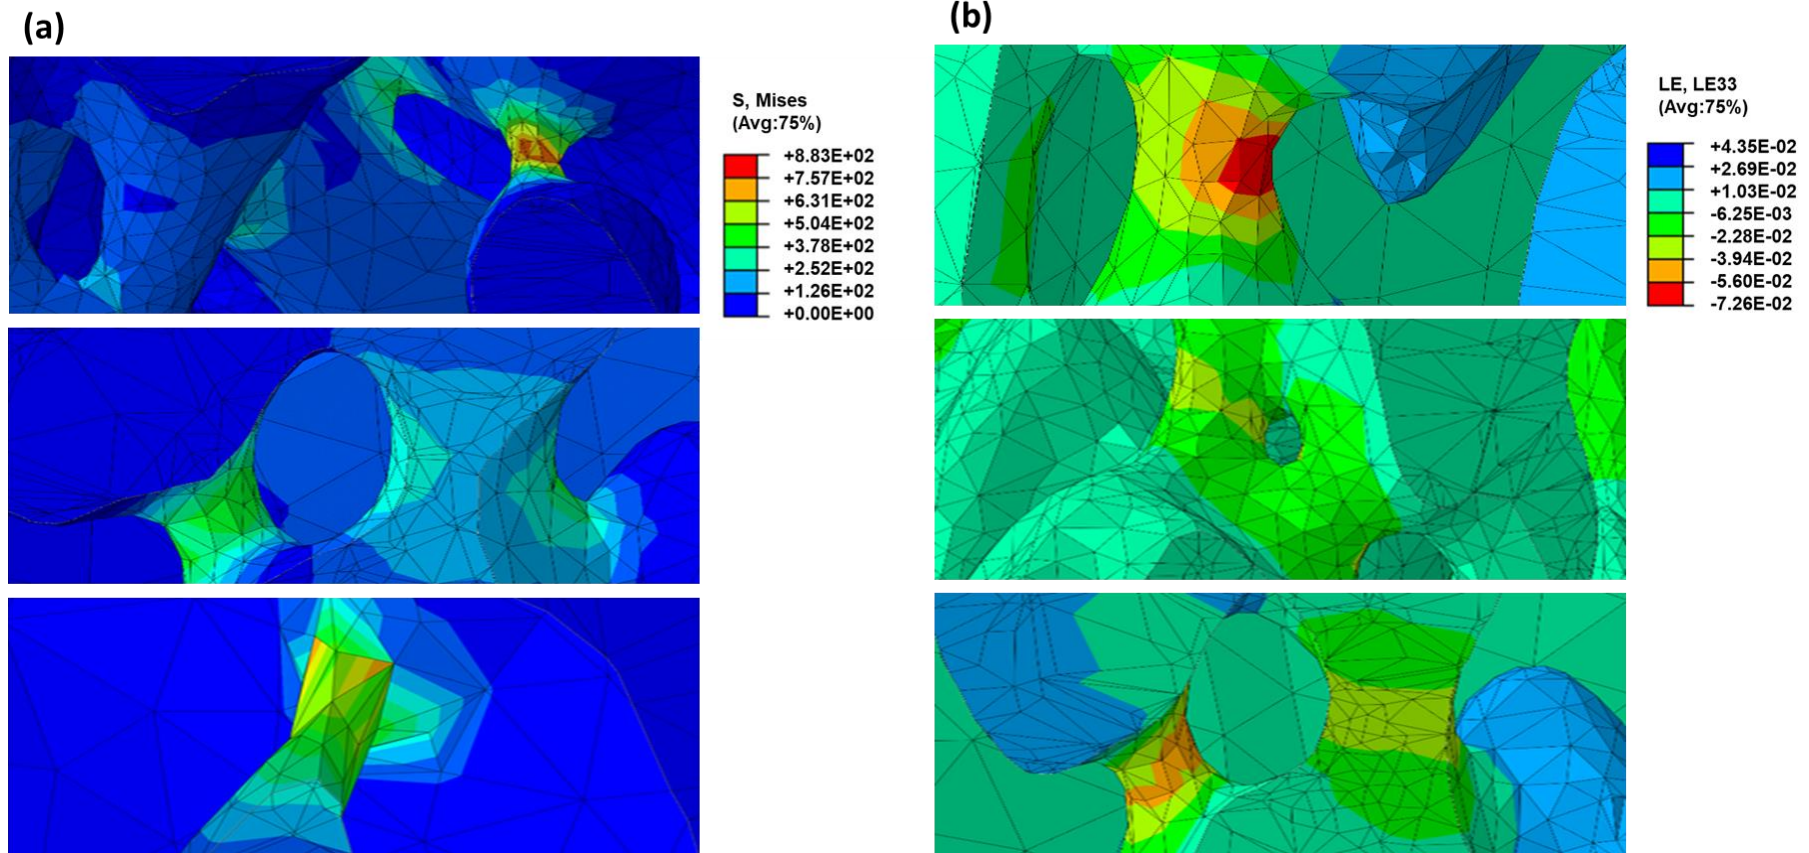 (a)
S, Mises
(Avg:75%)
+8.83E+02
+7.57E+02
+6.31E+02
+5.04E+02
+3.78E+02
+2.52E+02
+1.26E+02
+0.00E+00
(b)
LE, LE33
(Avg:75%)
+4.35E-02
+2.69E-02
+1.03E-02
-6.25E-03
-2.28E-02
-3.94E-02
-5.60E-02
-7.26E-02